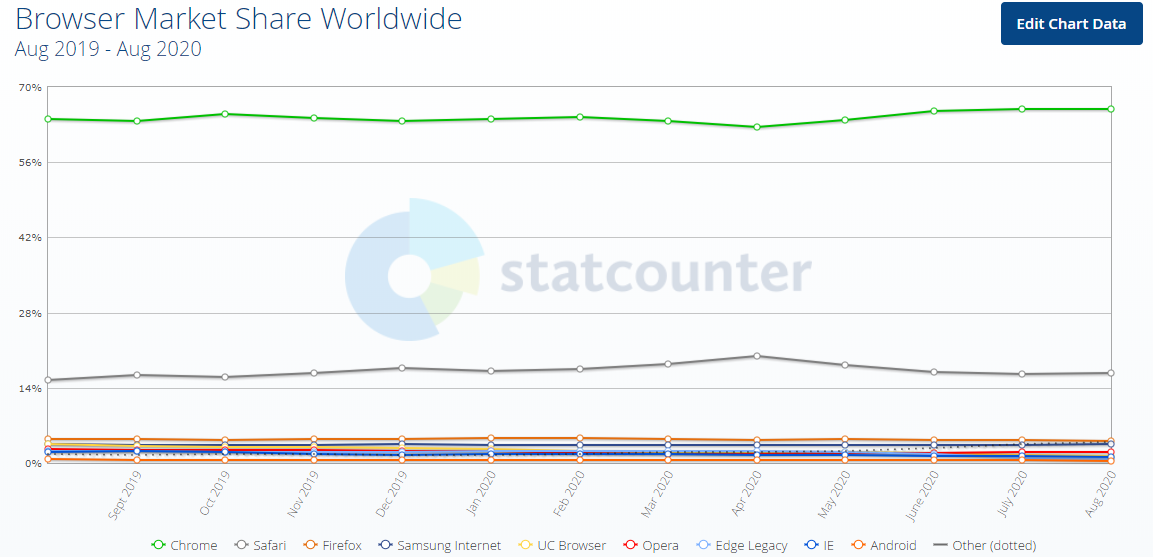 Browser Market Share Worldwide
Aug 2019 - Aug 2020
Edit Chart Data
70%
56%
42%
28%
14%
0%
statcounter
Sept 2019
Oct 2019
Nov 2019
Dec 2019
Jan 2020
Feb 2020
Mar 2020
Apr 2020
May 2020
June 2020
July 2020
Aug 2020
Chrome Safari Firefox Samsung Internet UC Browser Opera Edge Legacy IE Android Other (dotted)